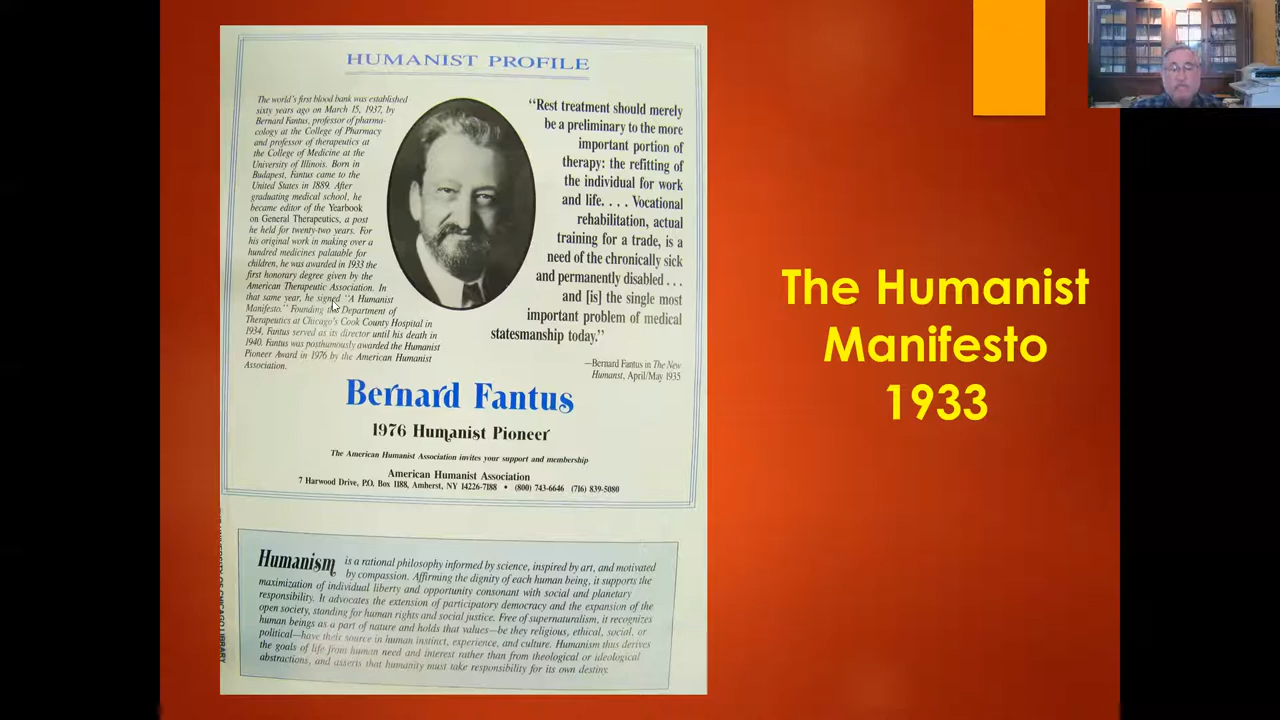 HUMANIST PROFILE
The world's first blood bank was established
sixty years ago on March 15, 1937, by
Bernard Fantus, professor of pharma-
cology at the College of Pharmacy
and professor of therapeutics at
the College of Medicine at the
University of Illinois. Born in
Budapest, Fantus came to the
United States in 1889. After
graduating medical school, he
became editor of the Yearbook
on General Therapeutics, a post
he held for twenty-two years. For
his original work in making over a
hundred medicines palatable for
children, he was awarded in 1933 the
first honorary degree given by the
American Therapeutic Association. In
that same year, he signed "A Humanist
Manifesto." Founding the Department of
Therapeutics at Chicago's Cook County Hospital in
1934, Fantus served as its director until his death in
1940. Fantus was posthumously awarded the Humanist
Pioneer Award in 1976 by the American Humanist
Association.
"Rest treatment should merely
be a preliminary to the more
important portion of
therapy: the refitting of
the individual for work
and life. . . . Vocational
rehabilitation, actual
training for a trade, is a
need of the chronically sick
and permanently disabled . . .
and [is] the single most
important problem of medical
statesmanship today."
—Bernard Fantus in The New
Humanist, April/May 1935
Bernard Fantus
1976 Humanist Pioneer
The American Humanist Association invites your support and membership
American Humanist Association
7 Harwood Drive, P.O. Box 1188, Amherst, NY 14226-7188 • (800) 743-6646 (716) 839-5080
Humanism is a rational philosophy informed by science, inspired by art, and motivated
by compassion. Affirming the dignity of each human being, it supports the
maximization of individual liberty and opportunity consonant with social and planetary
responsibility. It advocates the extension of participatory democracy and the expansion of the
open society, standing for human rights and social justice. Free of supernaturalism, it recognizes
human beings as a part of nature and holds that values—be they religious, ethical, social, or
political—have their source in human instinct, experience, and culture. Humanism thus derives
the goals of life from human need and interest rather than from theological or ideological
abstractions, and asserts that humanity must take responsibility for its own destiny.
UNIVERSITY OF CHICAGO LIBRARY
The Humanist
Manifesto
1933